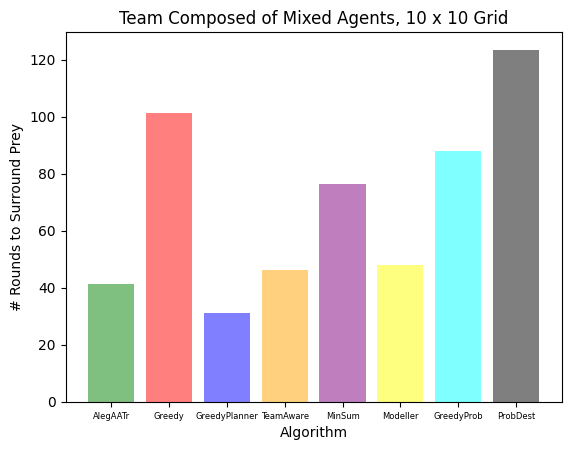 Team Composed of Mixed Agents, 10 x 10 Grid
# Rounds to Surround Prey
120
100
80
60
40
20
0
AlegAATr Greedy GreedyPlanner TeamAware MinSum Modeller GreedyProb ProbDest
Algorithm